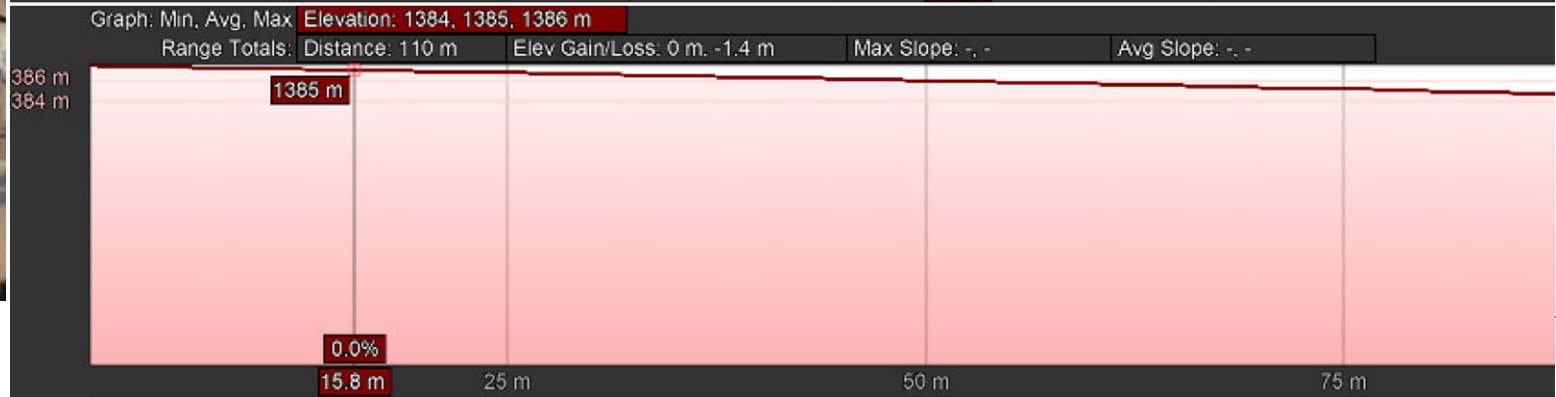 Graph: Min, Avg, Max Elevation: 1384, 1385, 1386 m
Range Totals: Distance: 110 m Elev Gain/Loss: 0 m, -1.4 m Max Slope: -, - Avg Slope: -, -
386 m
1385 m
384 m
0.0%
15.8 m 25 m 50 m 75 m